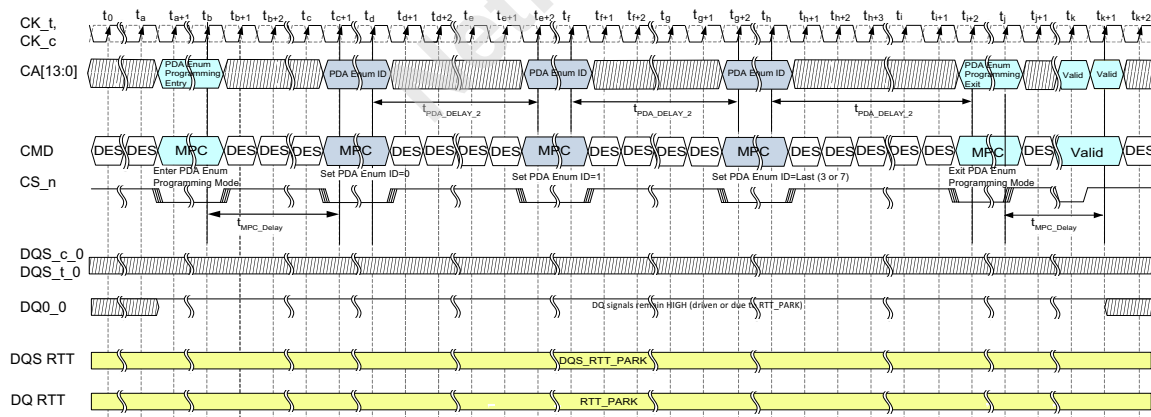 t0 ta ta+1 tb tb+1 tb+2 tc tc+1 td td+1 td+2 te te+1 te+2 tf tf+1 tf+2 tg tg+1 tg+2 th th+1 th+2 th+3 ti ti+1 ti+2 tj tj+1 tk tk+1 tk+2
CK_t,
CK_c
CA[13:0]
PDA Enum
Programming
Entry
PDA Enum ID
PDA Enum ID
PDA Enum ID
PDA Enum
Programming
Exit
Valid
Valid
tPDA_DELAY_2
tPDA_DELAY_2
tPDA_DELAY_2
CMD
DES DES MPC DES DES DES MPC DES DES DES DES MPC DES DES DES DES MPC DES DES DES DES DES MPC DES Valid DES
Enter PDA Enum
Programming Mode
Set PDA Enum ID=0
Set PDA Enum ID=1
Set PDA Enum ID=Last (3 or 7)
Exit PDA Enum
Programming Mode
CS_n
tMPC_Delay
tMPC_Delay
DQS_c_0
DQS_t_0
DQ0_0
DQ signals remain HIGH (driven or due t RTT_PARK)
DQS RTT
DQS_RTT_PARK
DQ RTT
RTT_PARK